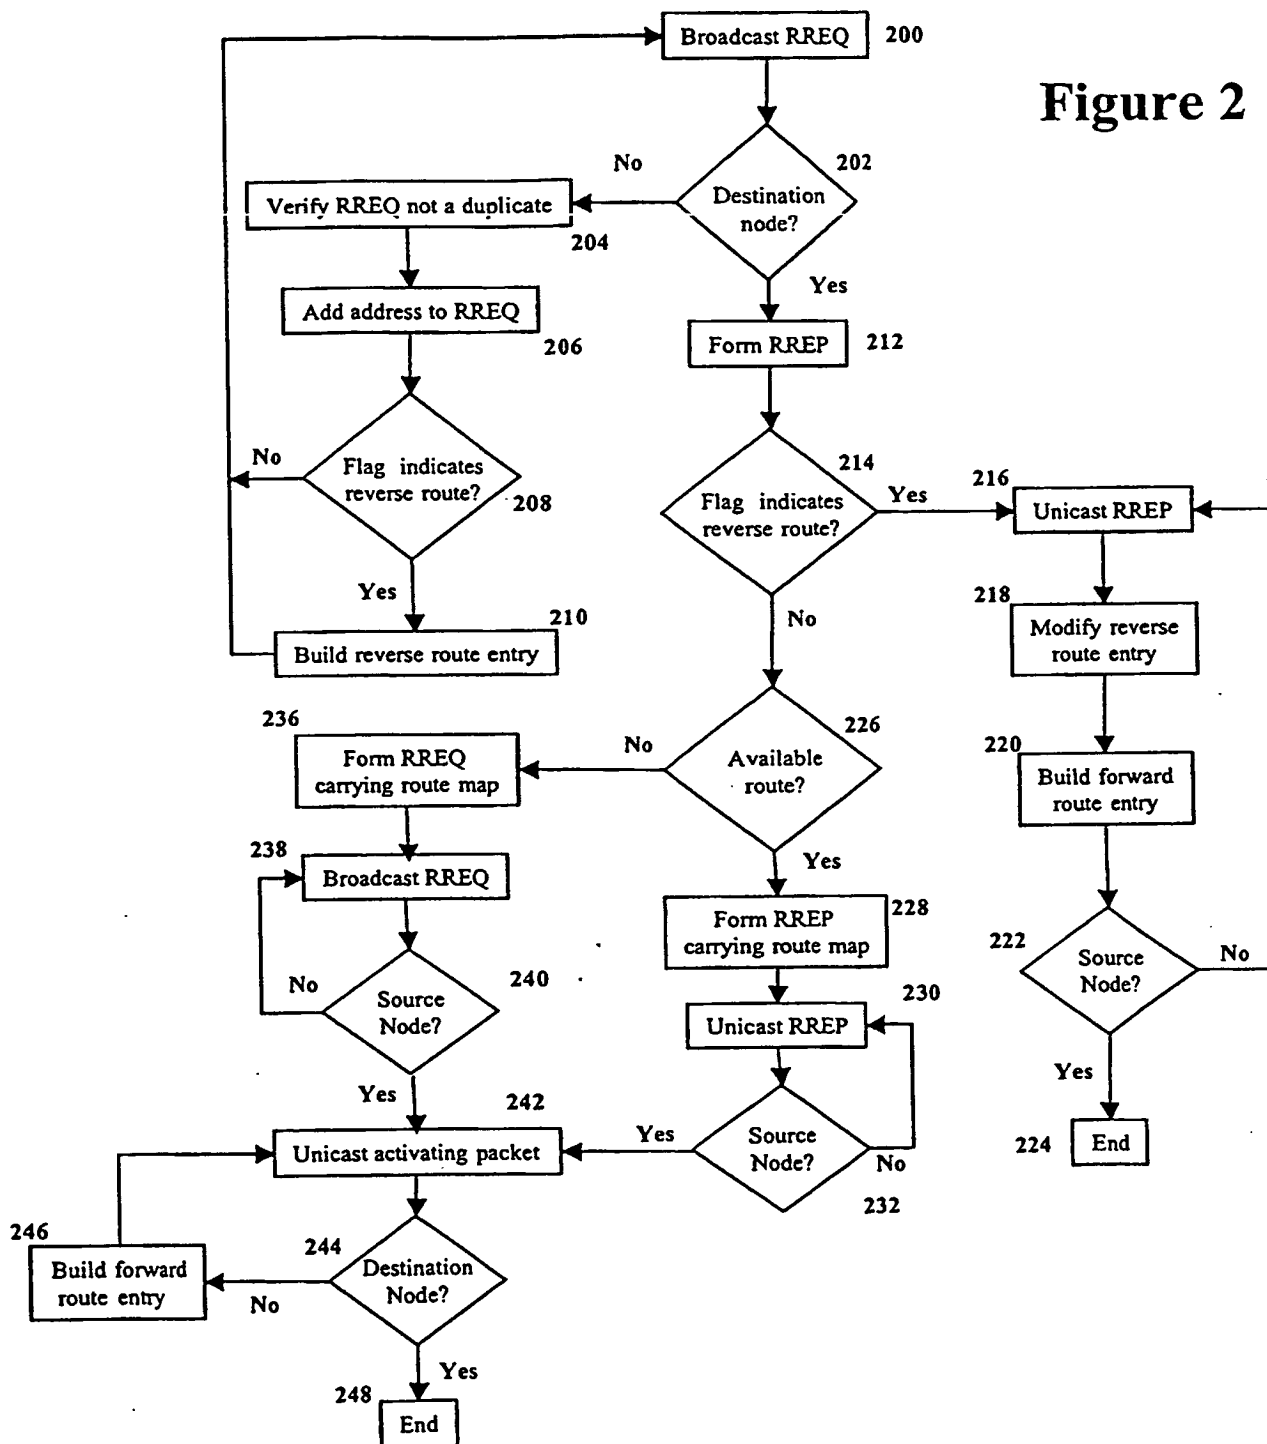 Broadcast RREQ
200
Figure 2
202
No
Destination
node?
Verify RREQ not a duplicate
204
Yes
Add address to RREQ
206
Form RREP
212
No
Flag indicates
reverse route?
208
214
Flag indicates
reverse route?
Yes
216
Unicast RREP
Yes
210
Build reverse route entry
No
218
Modify reverse
route entry
236
Form RREQ
carrying route map
No
226
Available
route?
220
Build forward
route entry
238
Broadcast RREQ
Yes
Form RREP
carrying route map
228
222
Source
Node?
No
No
Source
Node?
240
230
Unicast RREP
Yes
242
Unicast activating packet
Yes
Source
Node?
No
232
Yes
224
End
246
Build forward
route entry
244
Destination
Node?
No
Yes
248
End